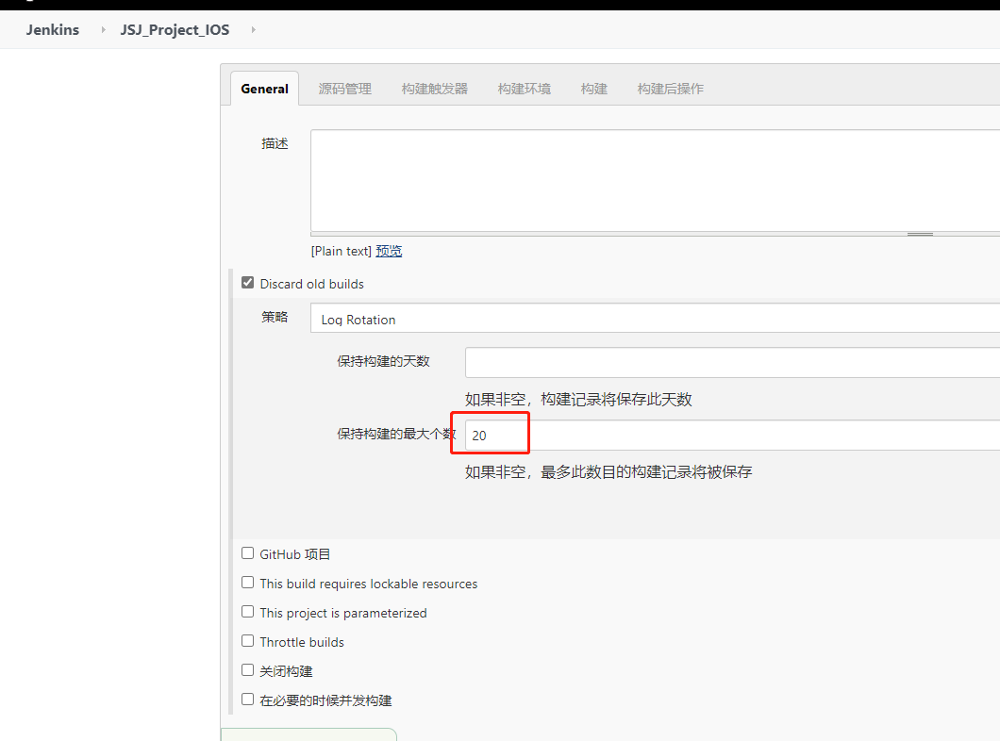 Jenkins JSJ_Project_IOS
General 源码管理 构建触发器 构建环境 构建 构建后操作
描述
[Plain text] 预览
Discard old builds
策略 Log Rotation
保持构建的天数
如果非空，构建记录将保存此天数
保持构建的最大个数 20
如果非空，最多此数目的构建记录将被保存
GitHub 项目
This build requires lockable resources
This project is parameterized
Throttle builds
关闭构建
在必要的时候并发构建